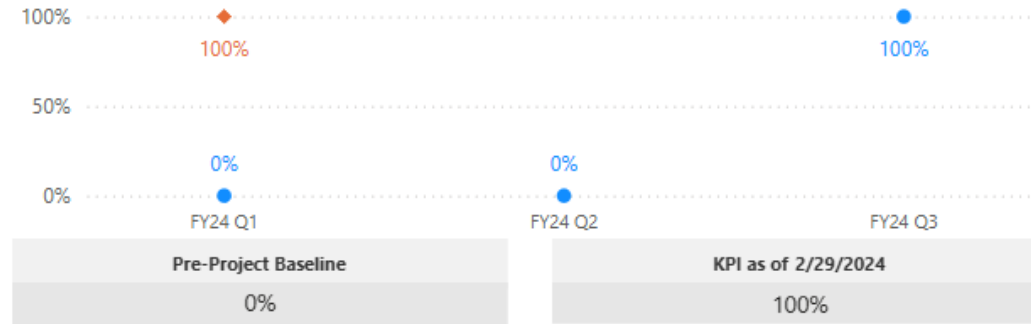 100%
100%
100%
50%
0%
0%
0%
FY24 Q1
FY24 Q2
FY24 Q3
Pre-Project Baseline
KPI as of 2/29/2024
0%
100%